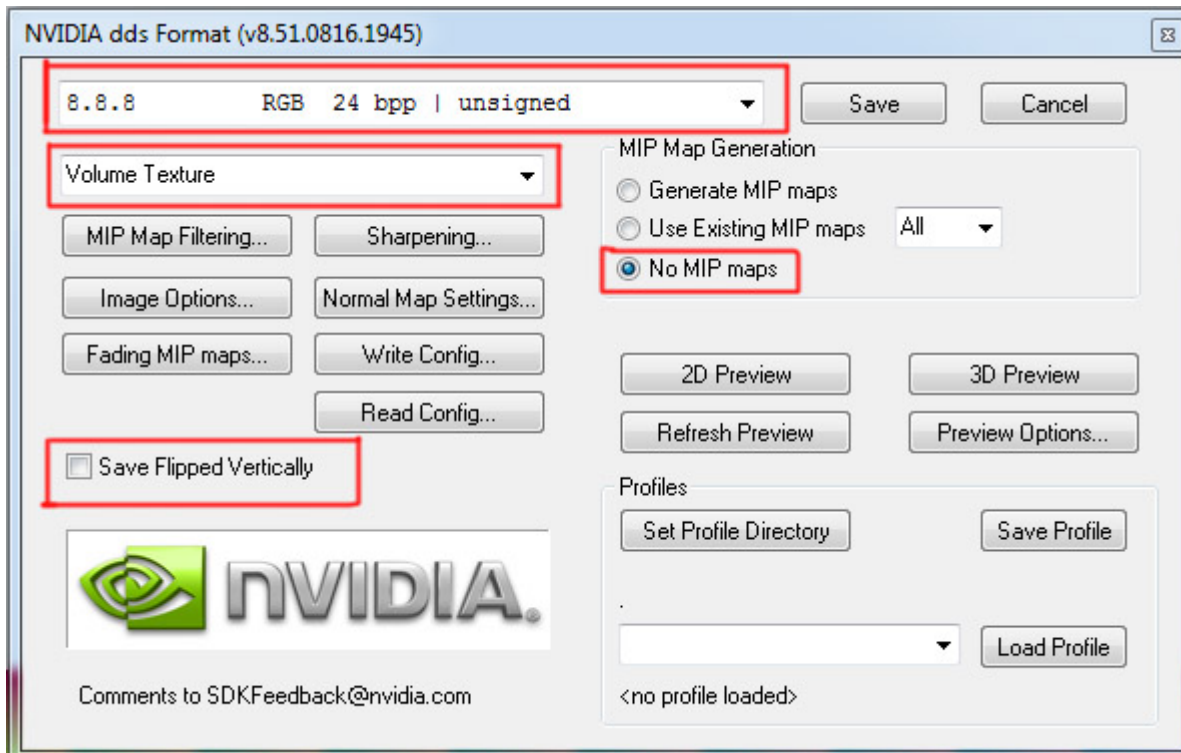 NVIDIA dds Format (v8.51.0816.1945)
8.8.8 RGB 24 bpp | unsigned
Save
Cancel
Volume Texture
MIP Map Generation
Generate MIP maps
Use Existing MIP maps
All
No MIP maps
MIP Map Filtering...
Sharpening...
Image Options...
Normal Map Settings...
Fading MIP maps...
Write Config...
Read Config...
2D Preview
3D Preview
Refresh Preview
Preview Options...
Save Flipped Vertically
Profiles
Set Profile Directory
Save Profile
.
Load Profile
<no profile loaded>
NVIDIA.®
Comments to SDKFeedback@nvidia.com